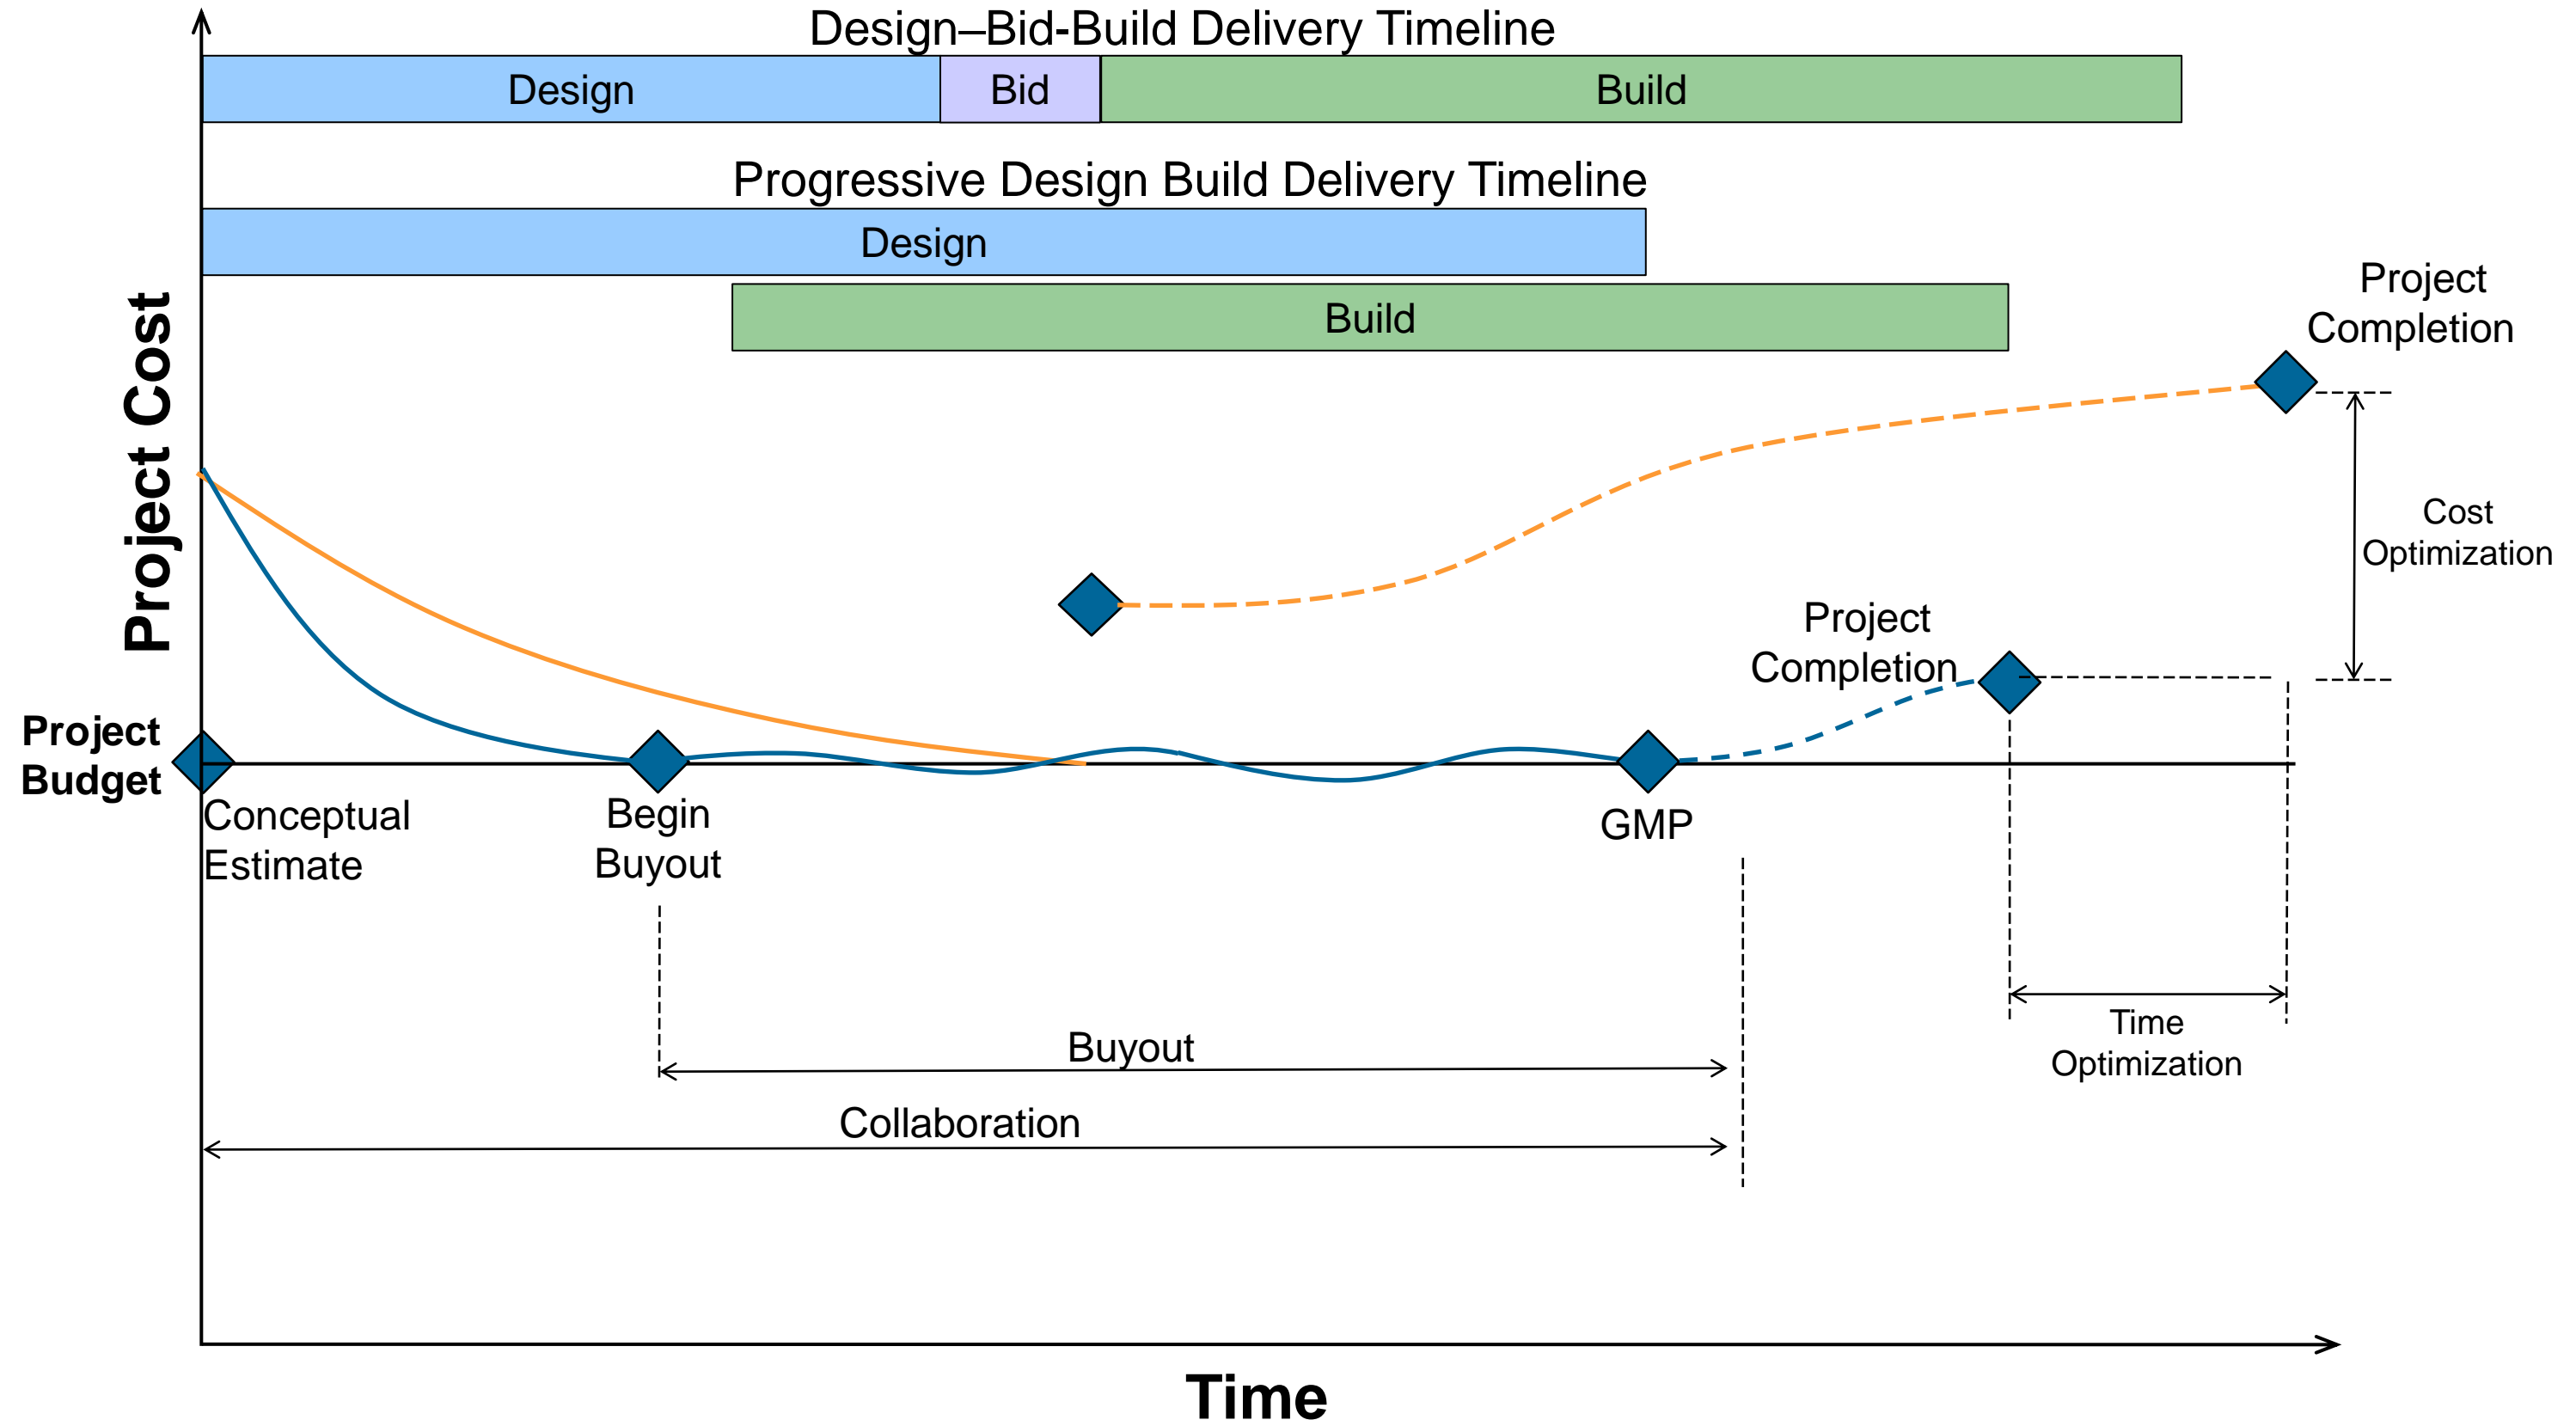 Design–Bid-Build Delivery Timeline
Design
Bid
Build
Progressive Design Build Delivery Timeline
Design
Build
Project Cost
Project
Completion
Cost
Optimization
Project
Completion
Project
Budget
Conceptual
Estimate
Begin
Buyout
GMP
Time
Optimization
Buyout
Collaboration
Time